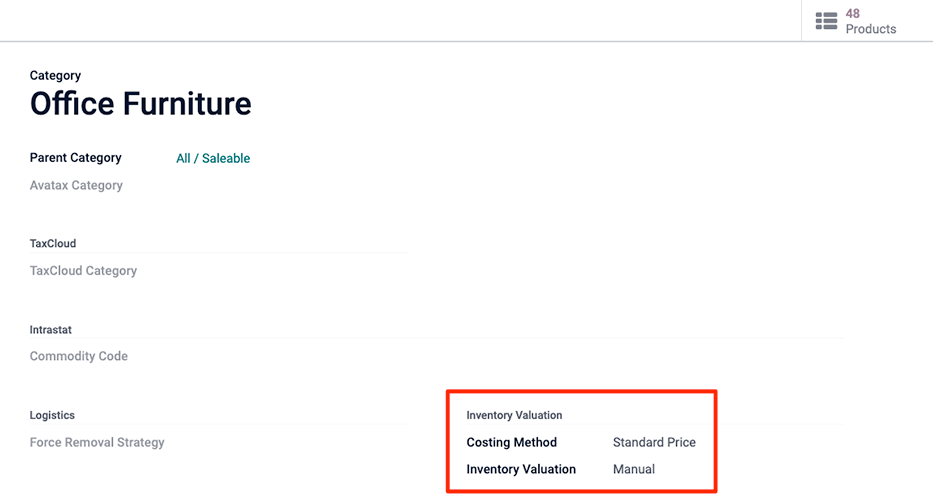 48
Products
Category
Office Furniture
Parent Category All / Saleable
Avatax Category
TaxCloud
TaxCloud Category
Intrastat
Commodity Code
Logistics
Force Removal Strategy
Inventory Valuation
Costing Method Standard Price
Inventory Valuation Manual